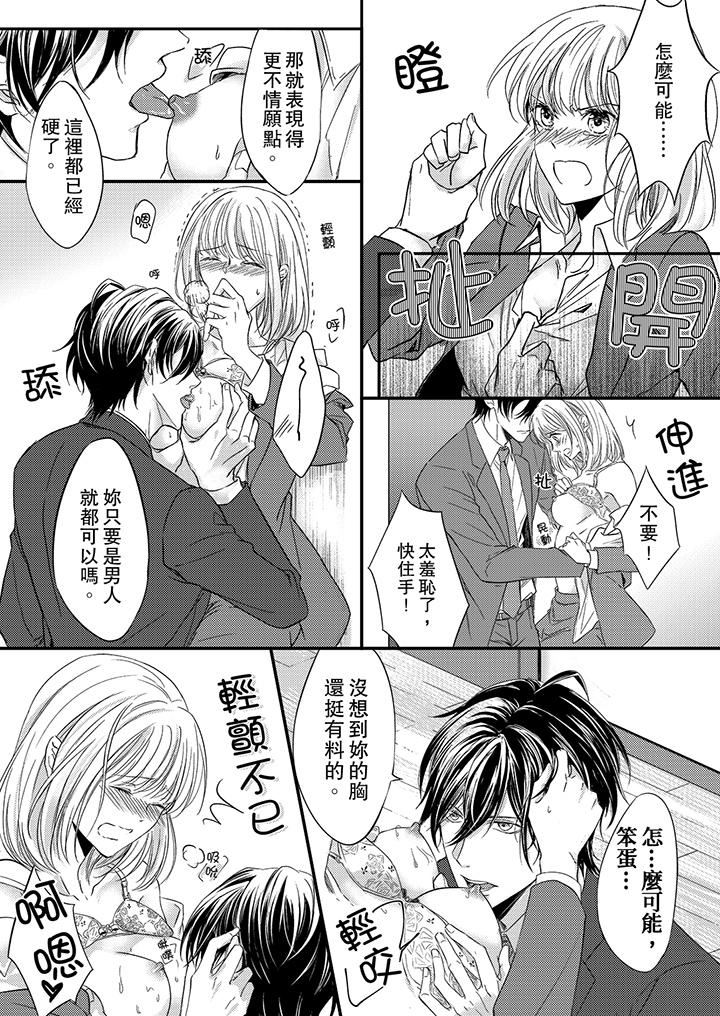 怎麼可能⋯⋯
瞪
扯開
伸進
扯
不要！
太羞恥了，
快住手！
那就表現得
更不情願點。
舔
這裡都已經
硬了。
嗯
輕顫
呼
呼
舔
妳只要是男人
就都可以嗎。
沒想到妳的胸
還挺有料的。
怎…麼可能，
笨蛋…
輕咬
輕顫不已
吸吮
啊嗯